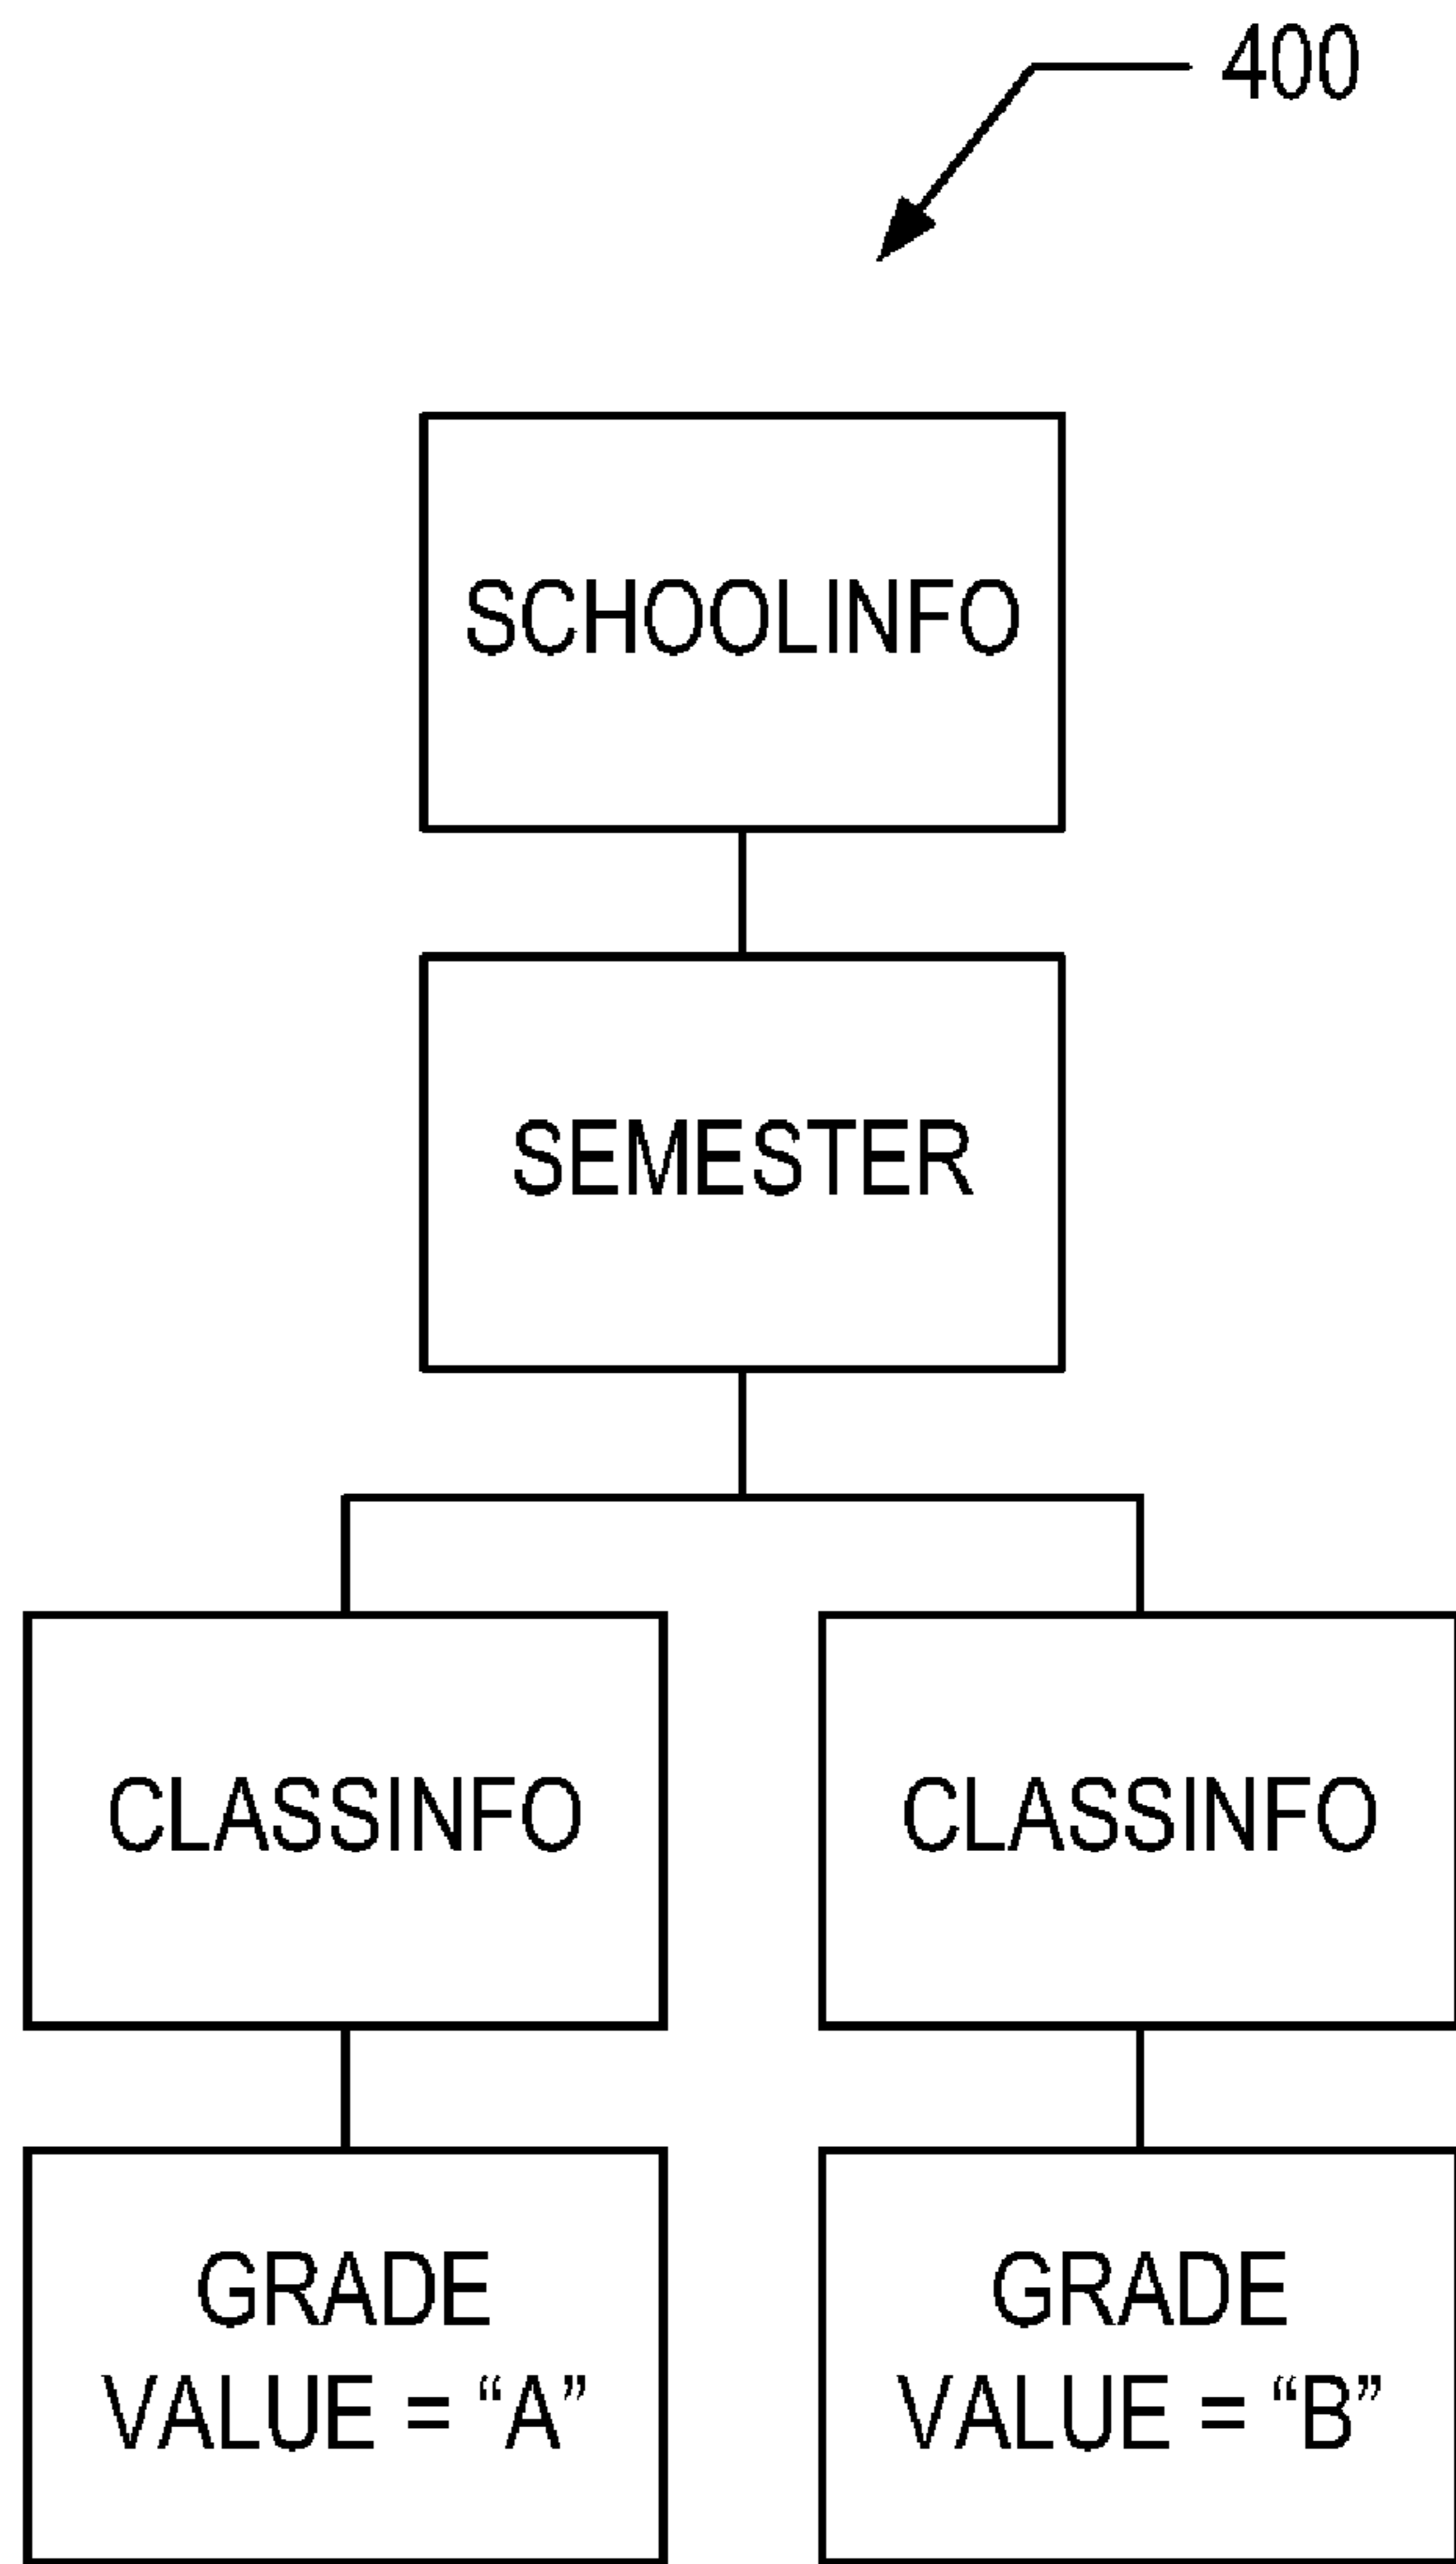 400
SCHOOLINFO
SEMESTER
CLASSINFO
CLASSINFO
GRADE
VALUE = “A”
GRADE
VALUE = “B”